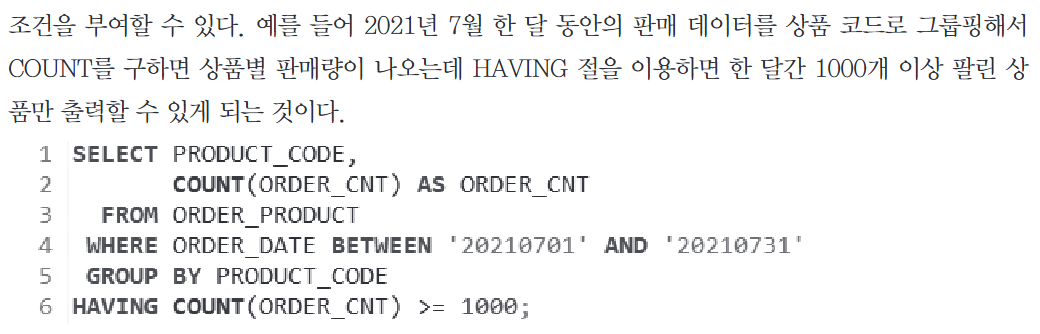 조건을 부여할 수 있다. 예를 들어 2021년 7월 한 달 동안의 판매 데이터를 상품 코드로 그룹핑해서
COUNT를 구하면 상품별 판매량이 나오는데 HAVING 절을 이용하면 한 달간 1000개 이상 팔린 상
품만 출력할 수 있게 되는 것이다.
1 SELECT PRODUCT_CODE,
2 COUNT(ORDER_CNT) AS ORDER_CNT
3 FROM ORDER_PRODUCT
4 WHERE ORDER_DATE BETWEEN '20210701' AND '20210731'
5 GROUP BY PRODUCT_CODE
6 HAVING COUNT(ORDER_CNT) >= 1000;